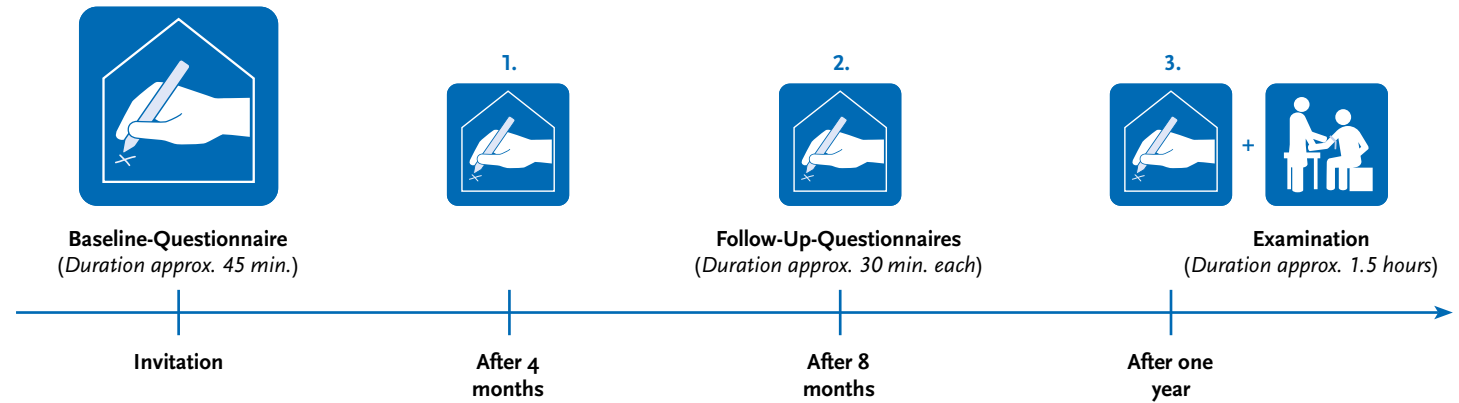 1.
2.
3.
+
Baseline-Questionnaire
(Duration approx. 45 min.)
Follow-Up-Questionnaires
(Duration approx. 30 min. each)
Examination
(Duration approx. 1.5 hours)
Invitation
After 4
months
After 8
months
After one
year